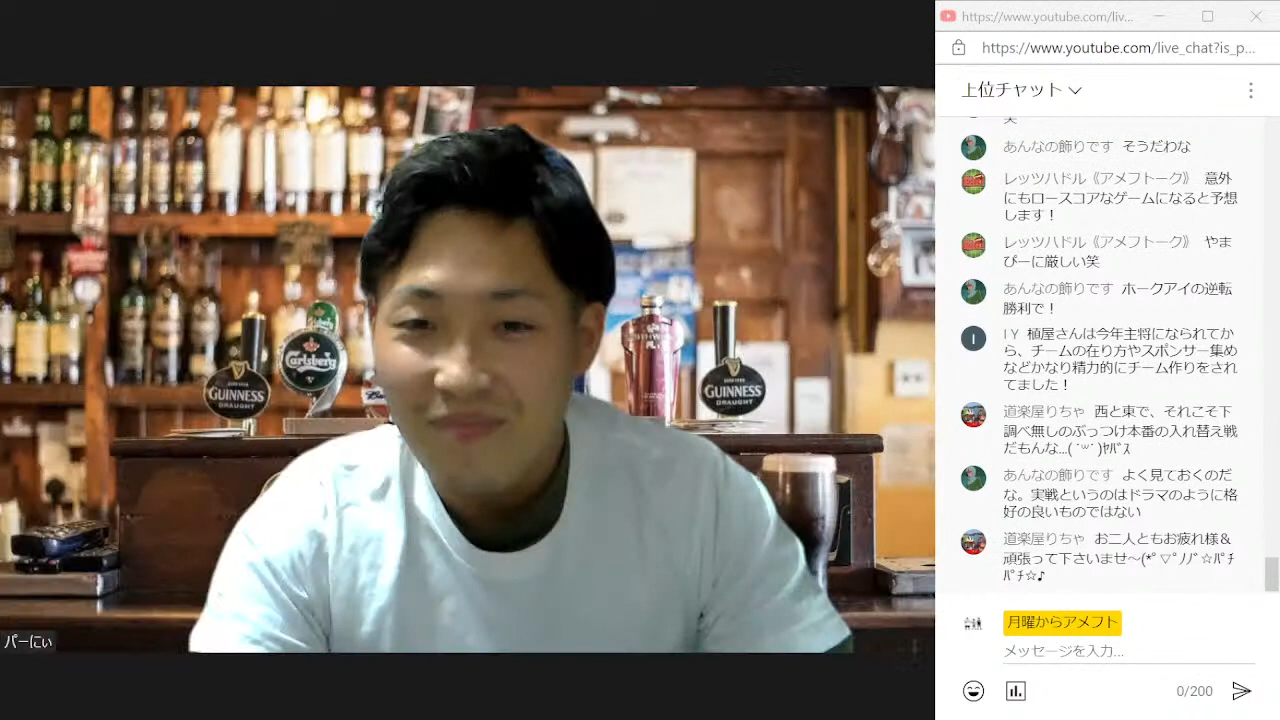 https://www.youtube.com/liv...
https://www.youtube.com/live_chat?is_p...
上位チャット
笑
あんなの飾りです そうだわな
レッツハドル《アメフトーク》 意外
にもロースコアなゲームになると予想
します！
レッツハドル《アメフトーク》 やま
ぴーに厳しい笑
あんなの飾りです ホークアイの逆転
勝利で！
I Y 植屋さんは今年主将になられてか
ら、チームの在り方やスポンサー集め
などかなり精力的にチーム作りをされ
てました！
道楽屋りちゃ 西と東で、それこそ下
調べ無しのぶっつけ本番の入れ替え戦
だもんな...( ˙꒳˙ )ﾔﾊﾞｽ
あんなの飾りです よく見ておくのだ
な。実戦というのはドラマのように格
好の良いものではない
道楽屋りちゃ お二人ともお疲れ様＆
頑張って下さいませ～(*ﾟ▽ﾟ)ﾉﾞ☆ﾊﾟﾁ
ﾊﾟﾁ☆♪
月曜からアメフト
メッセージを入力...
0/200
Carlsberg
GUINNESS
DRAUGHT
GUINNESS
DRAUGHT
パーにぃ